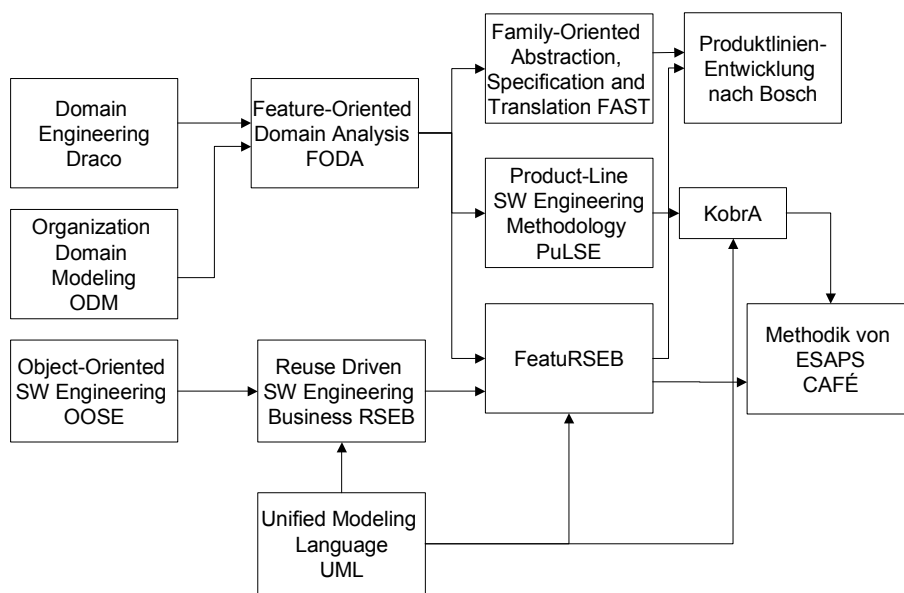 Domain
Engineering
Draco
Organization
Domain
Modeling
ODM
Object-Oriented
SW Engineering
OOSE
Feature-Oriented
Domain Analysis
FODA
Reuse Driven
SW Engineering
Business RSEB
Unified Modeling
Language
UML
Family-Oriented
Abstraction,
Specification and
Translation FAST
Product-Line
SW Engineering
Methodology
PuLSE
FeatuRSEB
Produktlinien-
Entwicklung
nach Bosch
KobrA
Methodik von
ESAPS
CAFÉ